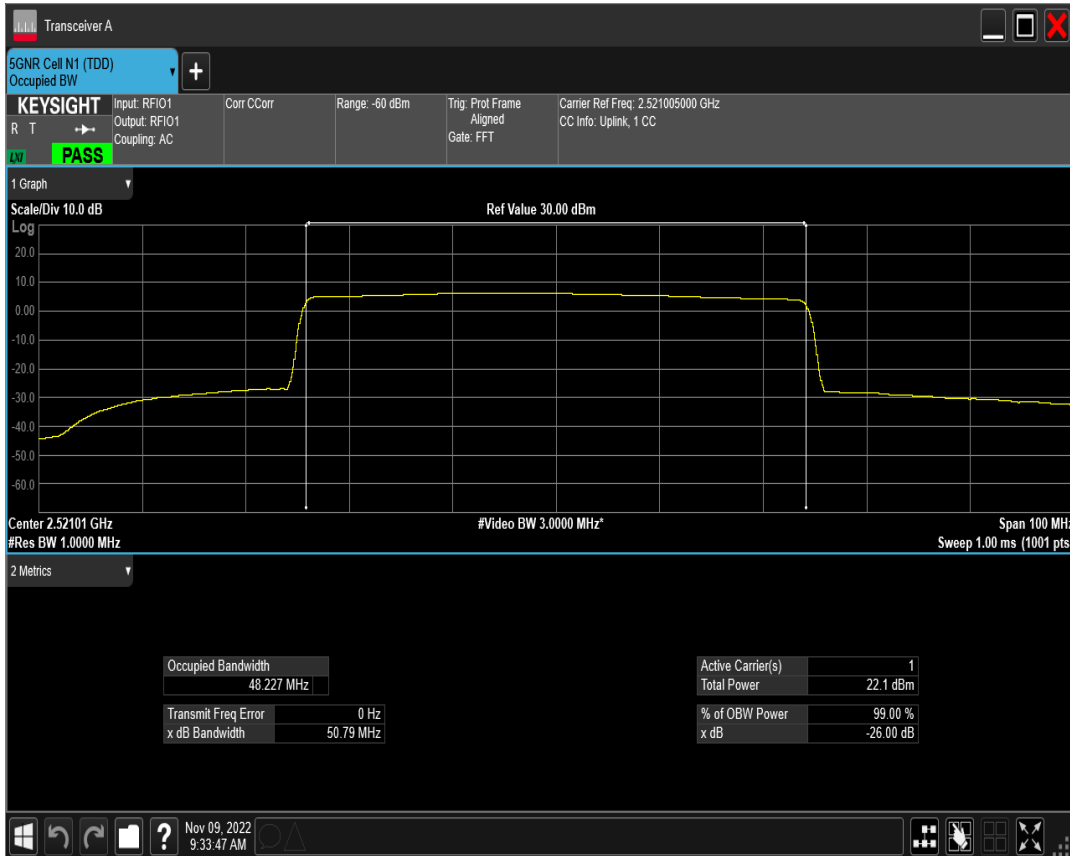 Transceiver A
5GNR Cell N1 (TDD)
Occupied BW
+
KEYSIGHT
R T
LXI
PASS
Input: RFIO1
Output: RFIO1
Coupling: AC
Corr CCorr
Range: -60 dBm
Trig: Prot Frame
Aligned
Gate: FFT
Carrier Ref Freq: 2.521005000 GHz
CC Info: Uplink, 1 CC
1 Graph
Scale/Div 10.0 dB
Ref Value 30.00 dBm
Log
20.0
10.0
0.00
-10.0
-20.0
-30.0
-40.0
-50.0
-60.0
Center 2.52101 GHz
#Video BW 3.0000 MHz*
Span 100 MHz
#Res BW 1.0000 MHz
Sweep 1.00 ms (1001 pts
2 Metrics
Occupied Bandwidth
48.227 MHz
Transmit Freq Error 0 Hz
x dB Bandwidth 50.79 MHz
Active Carrier(s) 1
Total Power 22.1 dBm
% of OBW Power 99.00 %
x dB -26.00 dB
?
Nov 09, 2022
9:33:47 AM